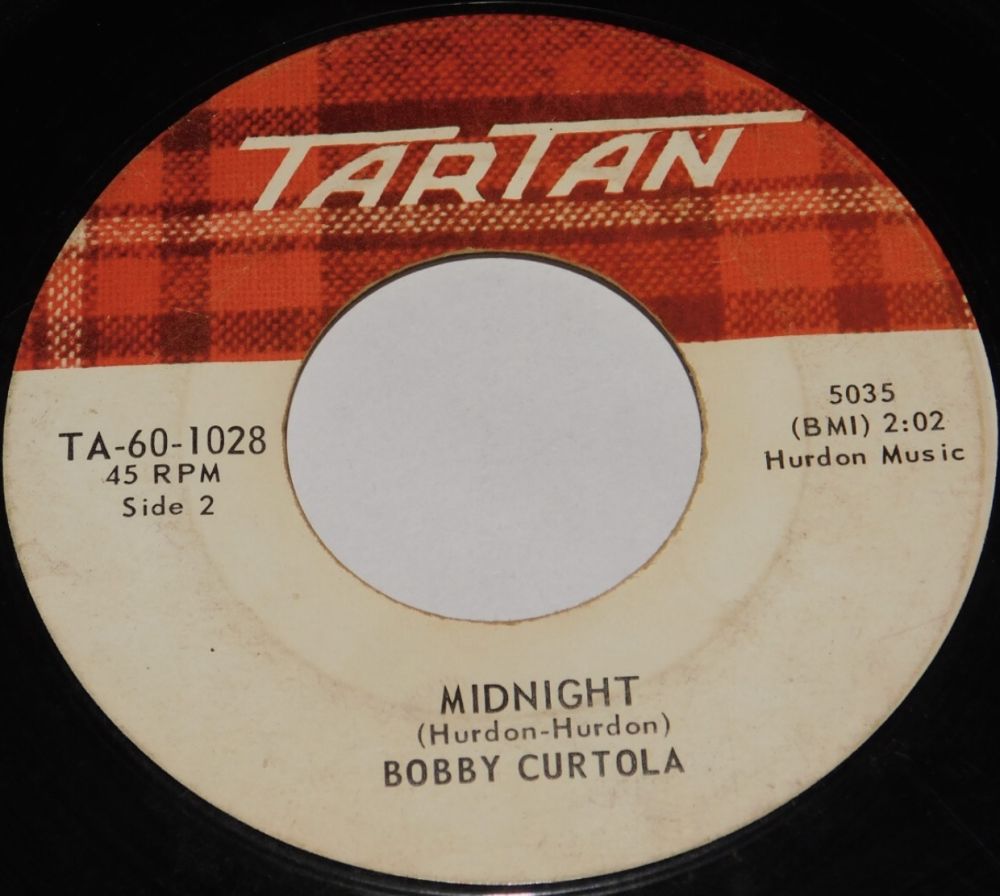 TARTAN
TA-60-1028
45 RPM
Side 2
5035
(BMI) 2:02
Hurdon Music
MIDNIGHT
(Hurdon-Hurdon)
BOBBY CURTOLA